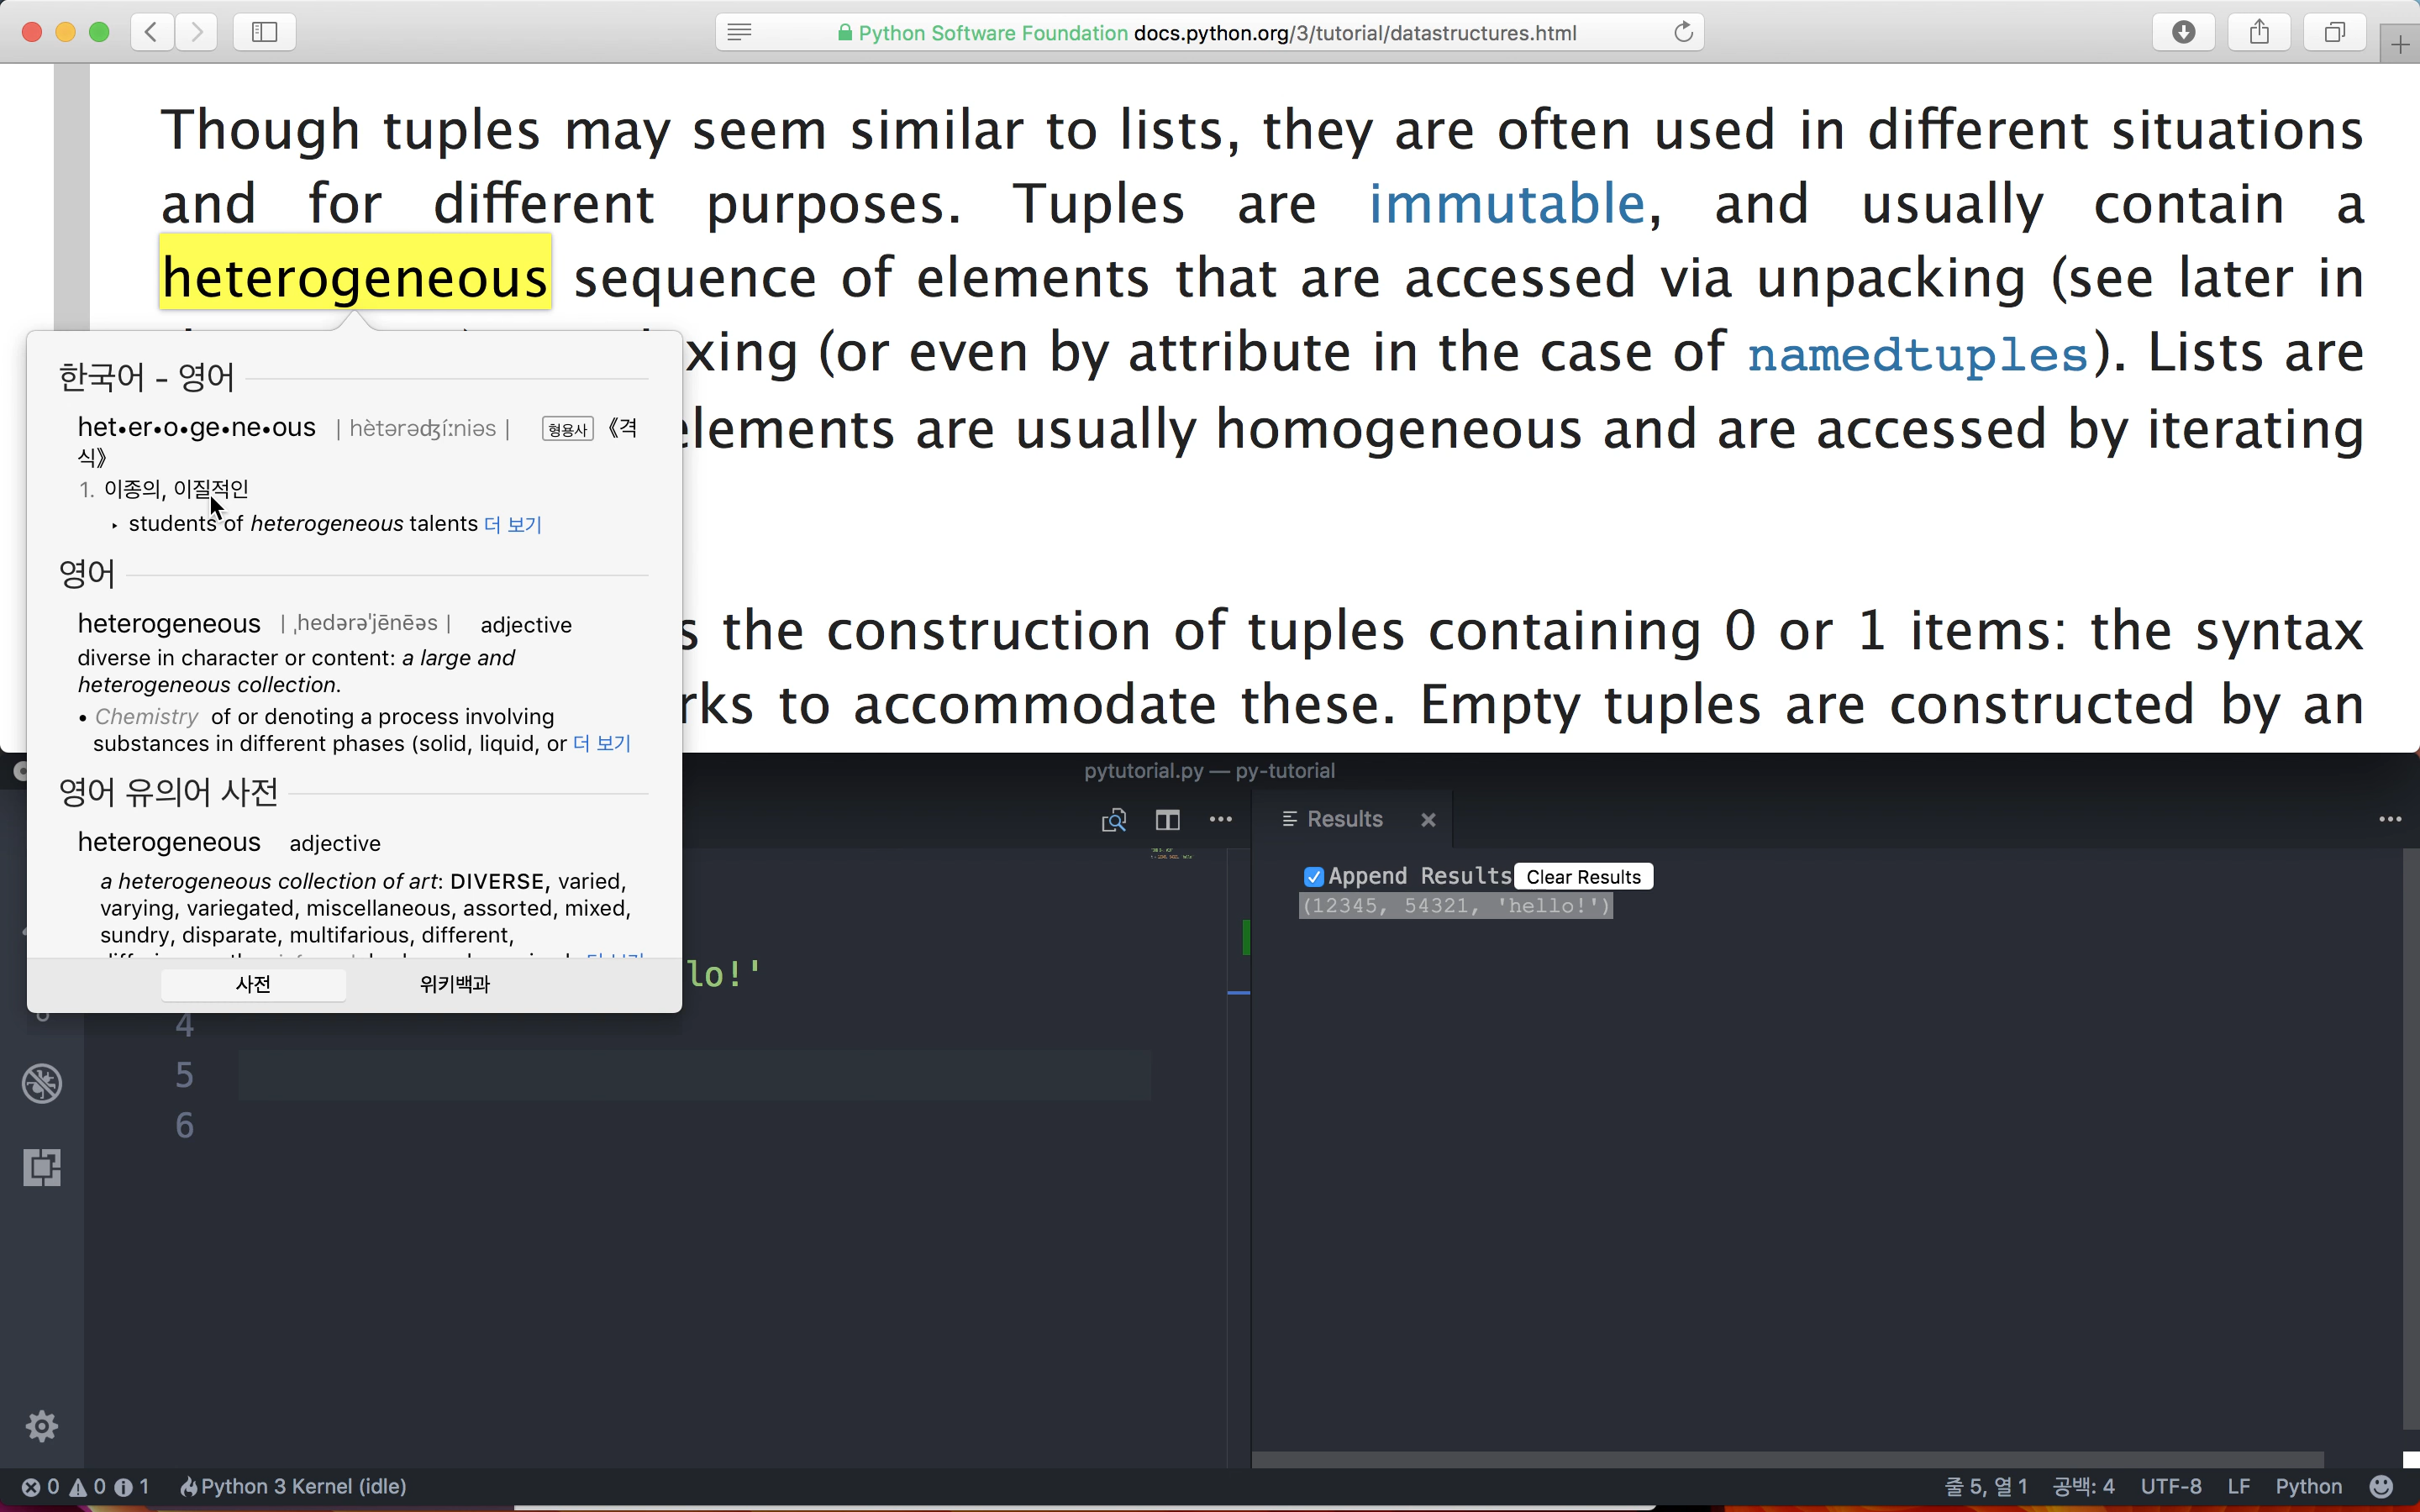 Python Software Foundation docs.python.org/3/tutorial/datastructures.html
Though tuples may seem similar to lists, they are often used in different situations
and for different purposes. Tuples are immutable, and usually contain a
heterogeneous sequence of elements that are accessed via unpacking (see later in
xing (or even by attribute in the case of namedtuples). Lists are
elements are usually homogeneous and are accessed by iterating
s the construction of tuples containing 0 or 1 items: the syntax
rks to accommodate these. Empty tuples are constructed by an
한국어 - 영어
het•er•o•ge•ne•ous | hètərədʒíːniəs | 형용사 《격
식》
1. 이종의, 이질적인
‣ students of heterogeneous talents 더 보기
영어
heterogeneous | ˌhedərəˈjēnēəs | adjective
diverse in character or content: a large and
heterogeneous collection.
• Chemistry of or denoting a process involving
substances in different phases (solid, liquid, or 더 보기
영어 유의어 사전
heterogeneous adjective
a heterogeneous collection of art: DIVERSE, varied,
varying, variegated, miscellaneous, assorted, mixed,
sundry, disparate, multifarious, different,
사전 위키백과
pytutorial.py — py-tutorial
lo!'
4
5
6
Results
Append Results Clear Results
(12345, 54321, 'hello!')
0 0 1 Python 3 Kernel (idle)
줄 5, 열 1 공백: 4 UTF-8 LF Python